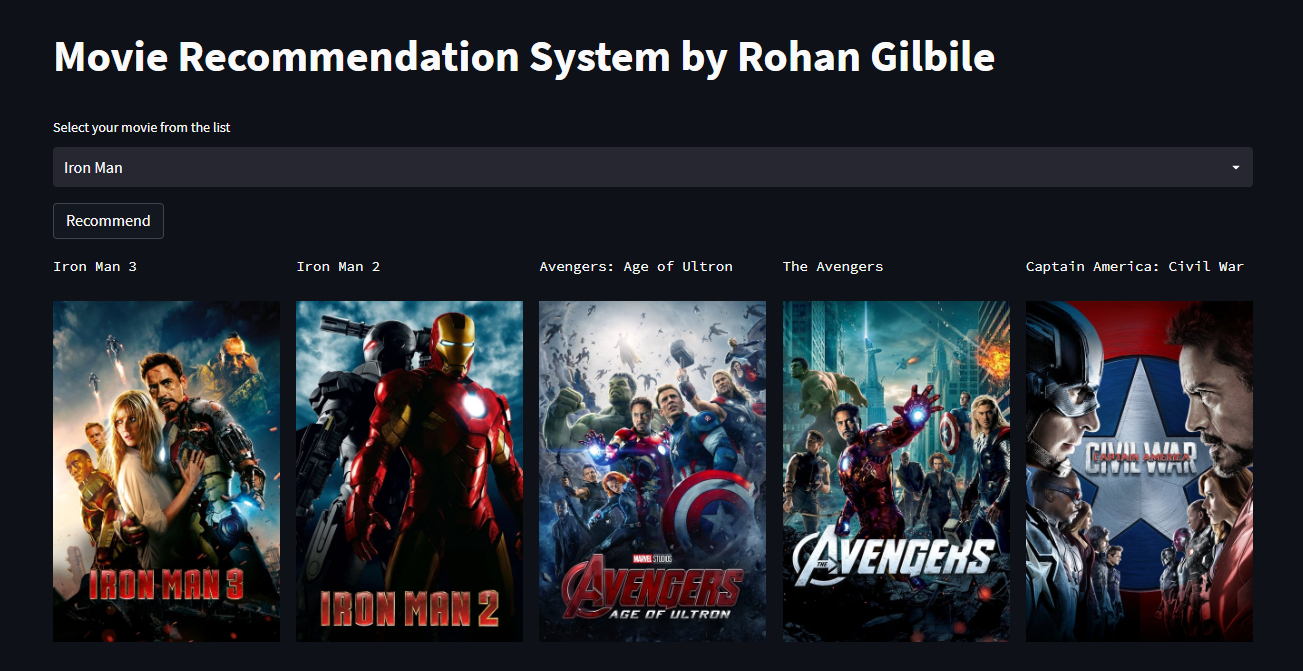 Movie Recommendation System by Rohan Gilbile
Select your movie from the list
Iron Man
Recommend
Iron Man 3
Iron Man 2
Avengers: Age of Ultron
The Avengers
Captain America: Civil War
IRON MAN 3
IRON MAN 2
MARVEL STUDIOS
AVENGERS
AGE OF ULTRON
THE AVENGERS
CAPTAIN AMERICA
CIVIL WAR